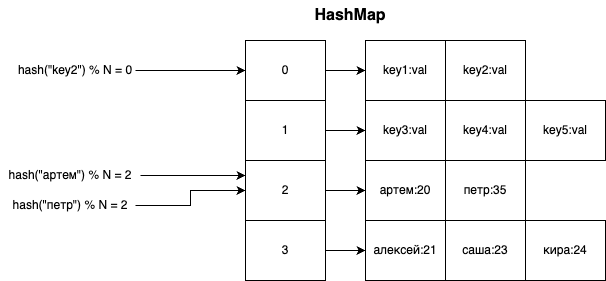 HashMap
hash("key2") % N = 0
0
key1:val
key2:val
1
key3:val
key4:val
key5:val
hash("артем") % N = 2
hash("петр") % N = 2
2
артем:20
петр:35
3
алексей:21
саша:23
кира:24